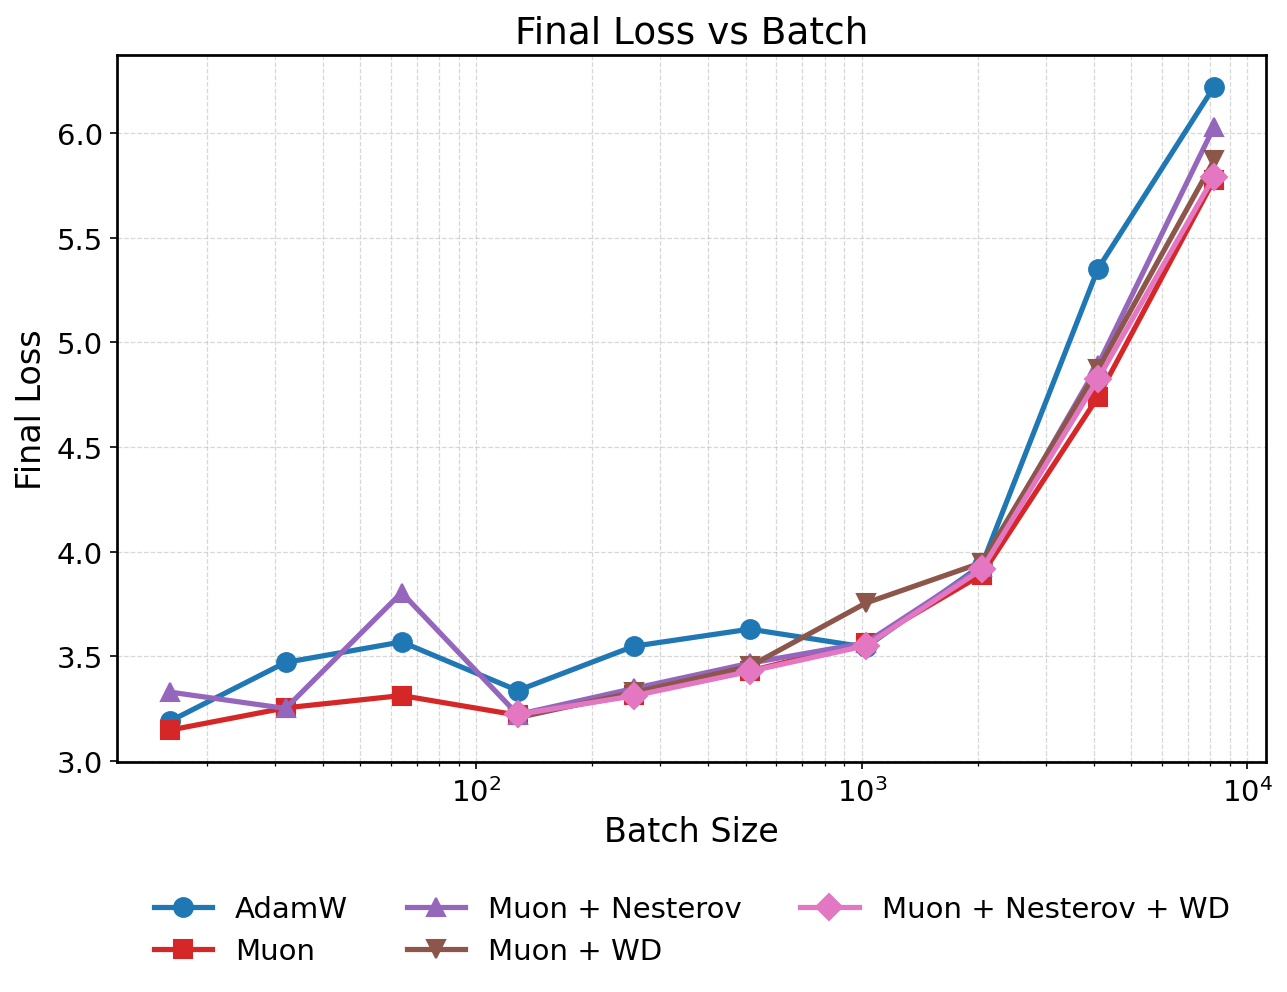 Final Loss vs Batch
Final Loss
6.0
5.5
5.0
4.5
4.0
3.5
3.0
10²
10³
10⁴
Batch Size
AdamW
Muon
Muon + Nesterov
Muon + WD
Muon + Nesterov + WD